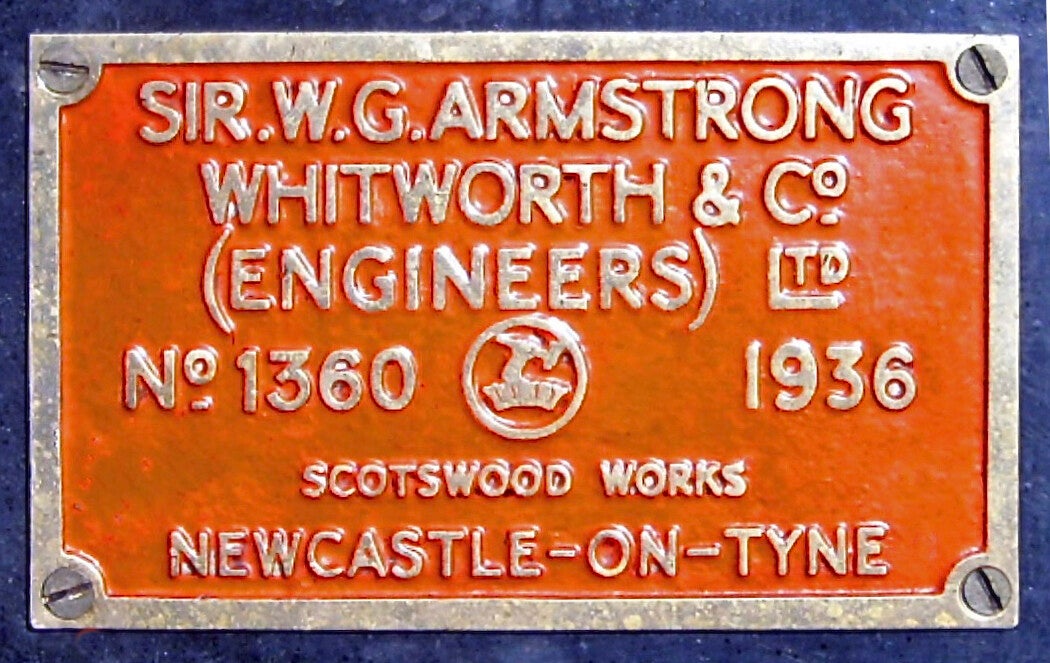 SIR.W.G.ARMSTRONG
WHITWORTH & Cº
(ENGINEERS) LTD
Nº 1360 1936
SCOTSWOOD WORKS
NEWCASTLE-ON-TYNE